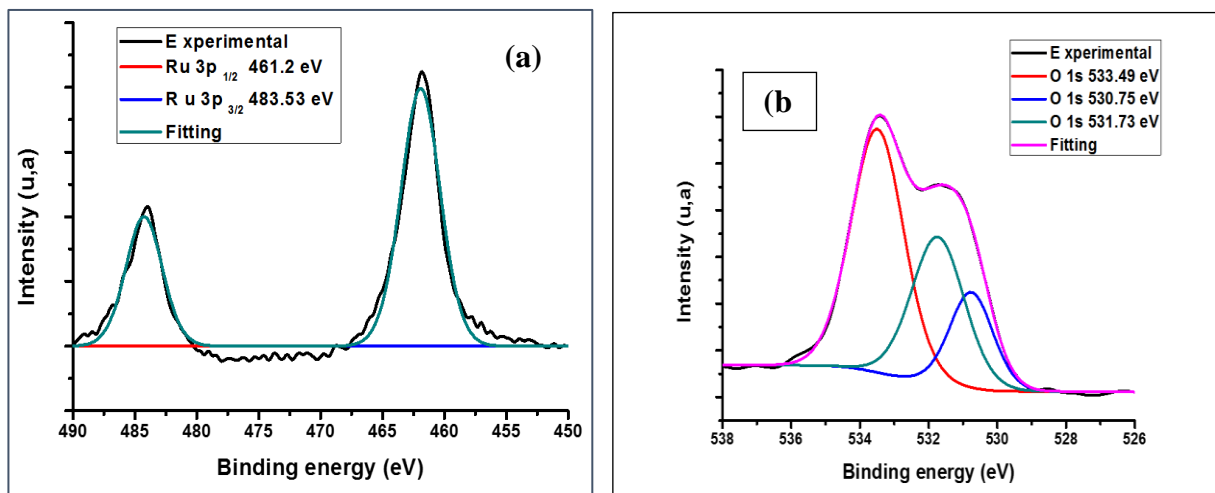 (a)
E xperimental
Ru 3p 1/2 461.2 eV
R u 3p 3/2 483.53 eV
Fitting
Intensity (u,a)
490 485 480 475 470 465 460 455 450
Binding energy (eV)
(b
E xperimental
O 1s 533.49 eV
O 1s 530.75 eV
O 1s 531.73 eV
Fitting
Intensity (u,a)
538 536 534 532 530 528 526
Binding energy (eV)